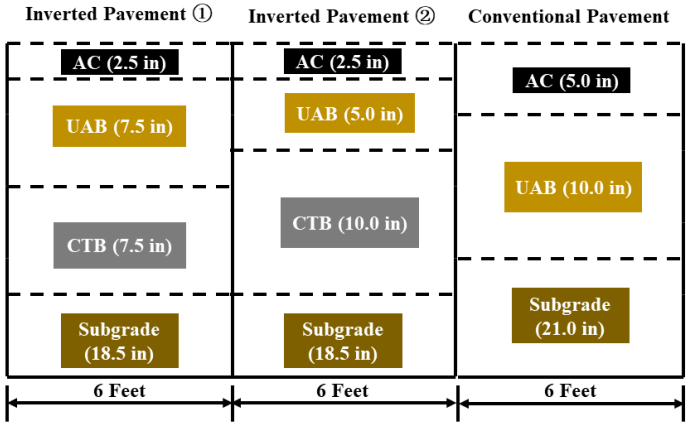 Inverted Pavement ①
Inverted Pavement ②
Conventional Pavement
AC (2.5 in)
AC (2.5 in)
AC (5.0 in)
UAB (7.5 in)
UAB (5.0 in)
UAB (10.0 in)
CTB (7.5 in)
CTB (10.0 in)
Subgrade
(18.5 in)
Subgrade
(18.5 in)
Subgrade
(21.0 in)
6 Feet
6 Feet
6 Feet